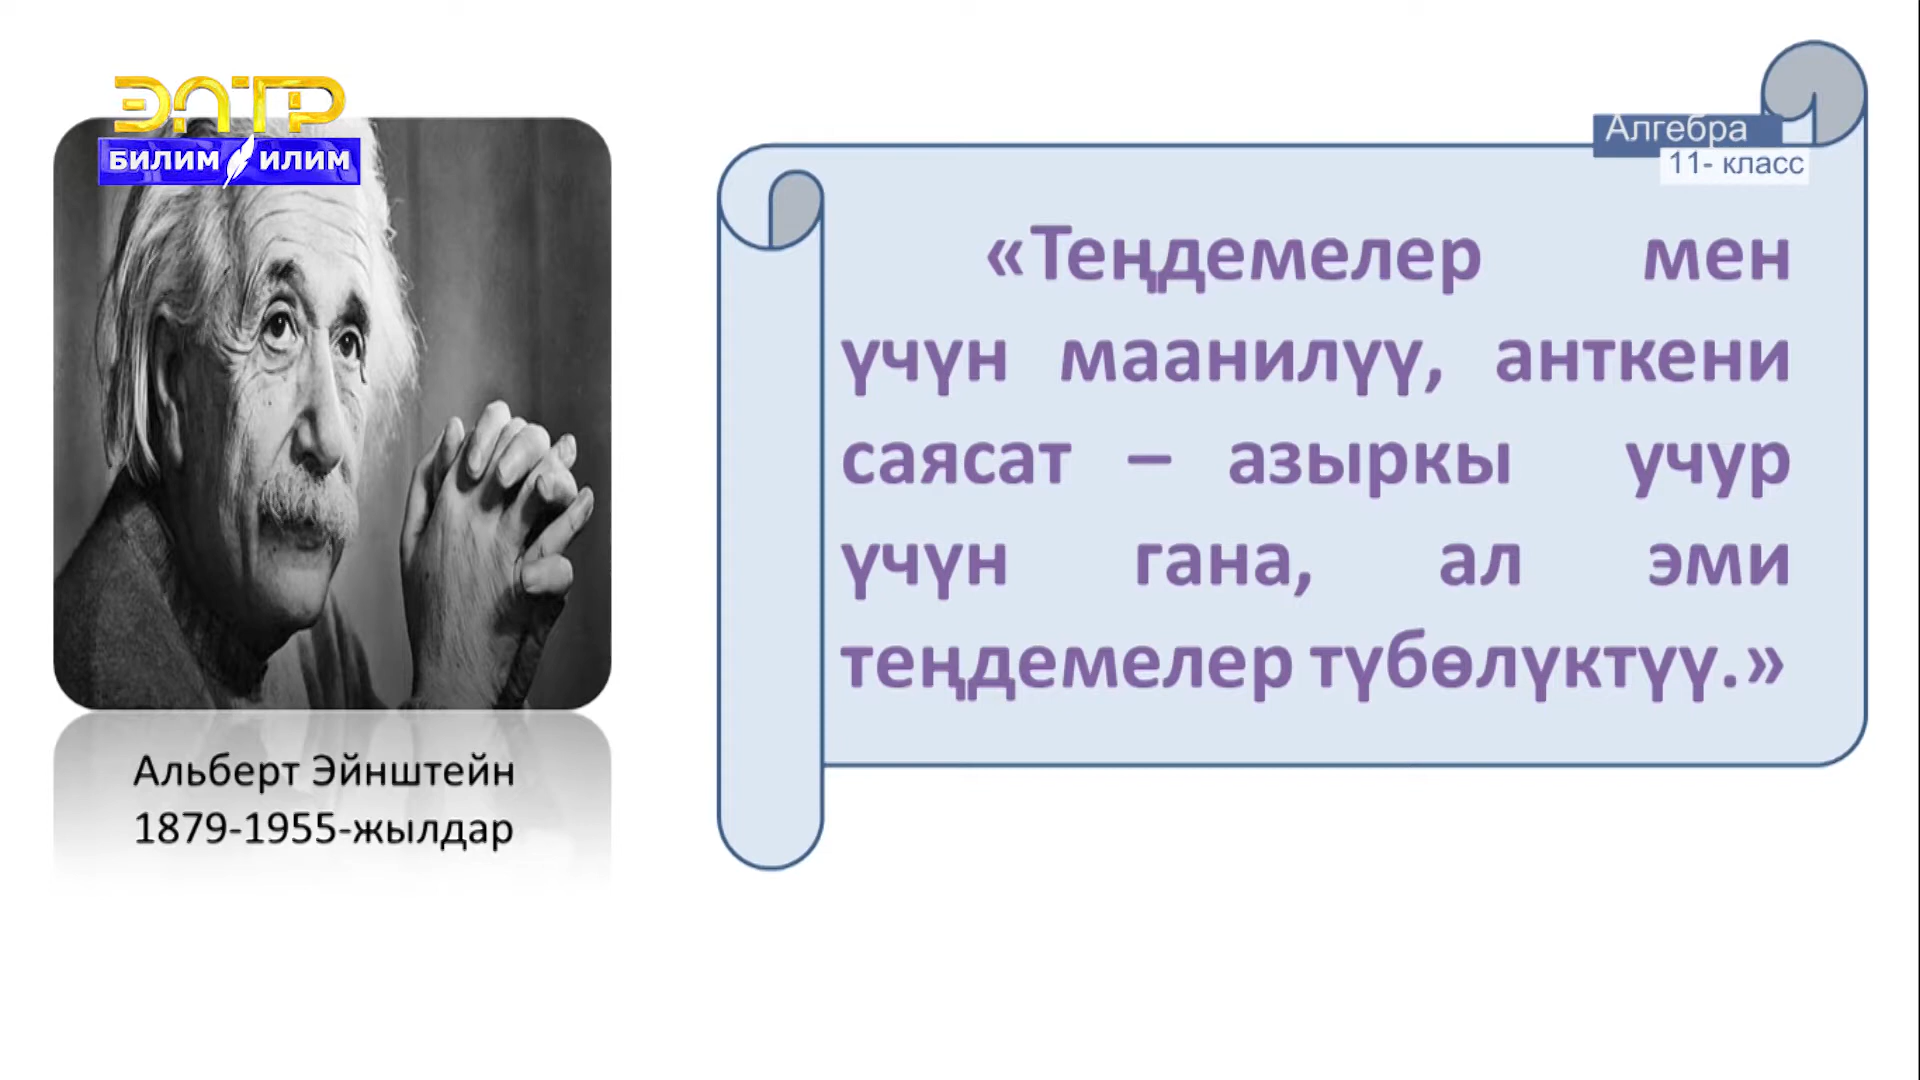 ЭЛТР
БИЛИМ ИЛИМ
Алгебра
11- класс
«Теңдемелер мен
үчүн маанилүү, анткени
саясат – азыркы учур
үчүн гана, ал эми
теңдемелер түбөлүктүү.»
Альберт Эйнштейн
1879-1955-жылдар